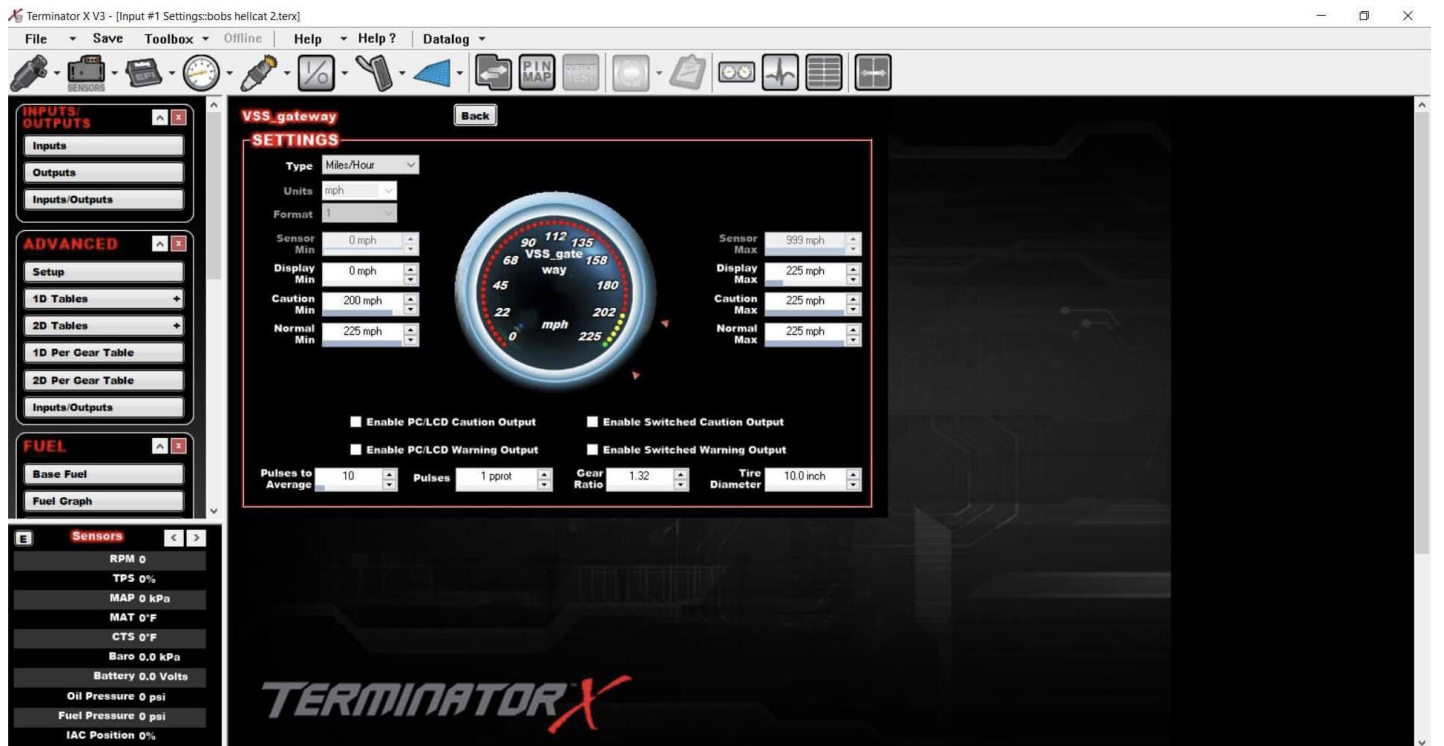 Terminator X V3 - [Input #1 Settings::bobs hellcat 2.terx]
File Save Toolbox Offline Help Help ? Datalog
SENSORS EFI I/O PIN MAP OUTPUT TEST
INPUTS/
OUTPUTS
Inputs
Outputs
Inputs/Outputs
ADVANCED
Setup
1D Tables +
2D Tables +
1D Per Gear Table
2D Per Gear Table
Inputs/Outputs
FUEL
Base Fuel
Fuel Graph
E Sensors < >
RPM 0
TPS 0%
MAP 0 kPa
MAT 0°F
CTS 0°F
Baro 0.0 kPa
Battery 0.0 Volts
Oil Pressure 0 psi
Fuel Pressure 0 psi
IAC Position 0%
VSS_gateway Back
SETTINGS
Type Miles/Hour
Units mph
Format 1
Sensor Min 0 mph
Display Min 0 mph
Caution Min 200 mph
Normal Min 225 mph
0 22 45 68 90 112 135 158 180 202 225
VSS_gate
way
mph
Sensor Max 999 mph
Display Max 225 mph
Caution Max 225 mph
Normal Max 225 mph
Enable PC/LCD Caution Output Enable Switched Caution Output
Enable PC/LCD Warning Output Enable Switched Warning Output
Pulses to Average 10 Pulses 1 pprot Gear Ratio 1.32 Tire Diameter 10.0 inch
TERMINATOR X